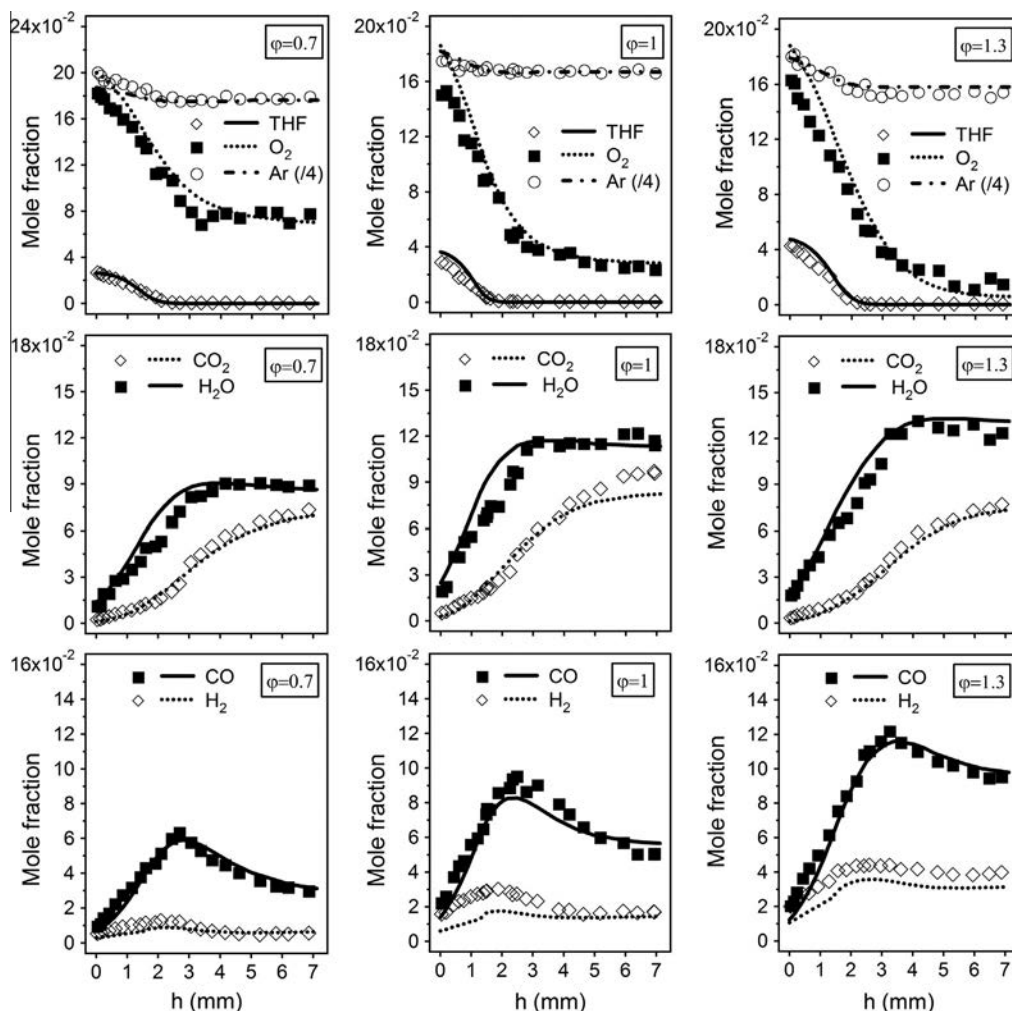 24x10⁻²
20
16
12
8
4
0
Mole fraction
φ=0.7
THF
O₂
Ar (/4)
20x10⁻²
16
12
8
4
0
Mole fraction
φ=1
THF
O₂
Ar (/4)
20x10⁻²
16
12
8
4
0
Mole fraction
φ=1.3
THF
O₂
Ar (/4)
18x10⁻²
15
12
9
6
3
0
Mole fraction
CO₂
H₂O
φ=0.7
18x10⁻²
15
12
9
6
3
0
Mole fraction
CO₂
H₂O
φ=1
18x10⁻²
15
12
9
6
3
0
Mole fraction
CO₂
H₂O
φ=1.3
16x10⁻²
14
12
10
8
6
4
2
0
Mole fraction
CO
H₂
φ=0.7
0 1 2 3 4 5 6 7
h (mm)
16x10⁻²
14
12
10
8
6
4
2
0
Mole fraction
CO
H₂
φ=1
0 1 2 3 4 5 6 7
h (mm)
16x10⁻²
14
12
10
8
6
4
2
0
Mole fraction
CO
H₂
φ=1.3
0 1 2 3 4 5 6 7
h (mm)